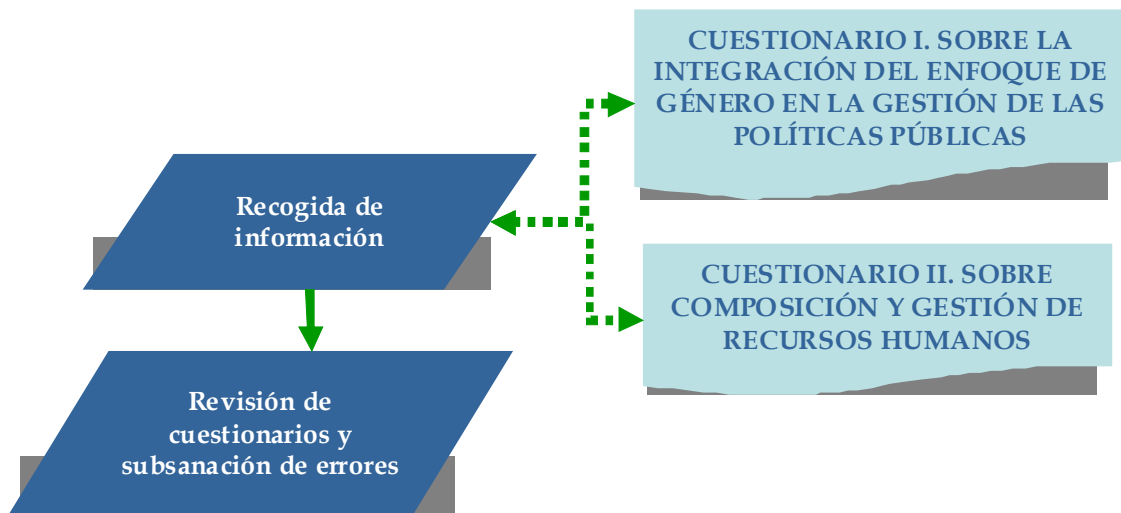 CUESTIONARIO I. SOBRE LA
INTEGRACIÓN DEL ENFOQUE DE
GÉNERO EN LA GESTIÓN DE LAS
POLÍTICAS PÚBLICAS
Recogida de
información
CUESTIONARIO II. SOBRE
COMPOSICIÓN Y GESTIÓN DE
RECURSOS HUMANOS
Revisión de
cuestionarios y
subsanación de errores